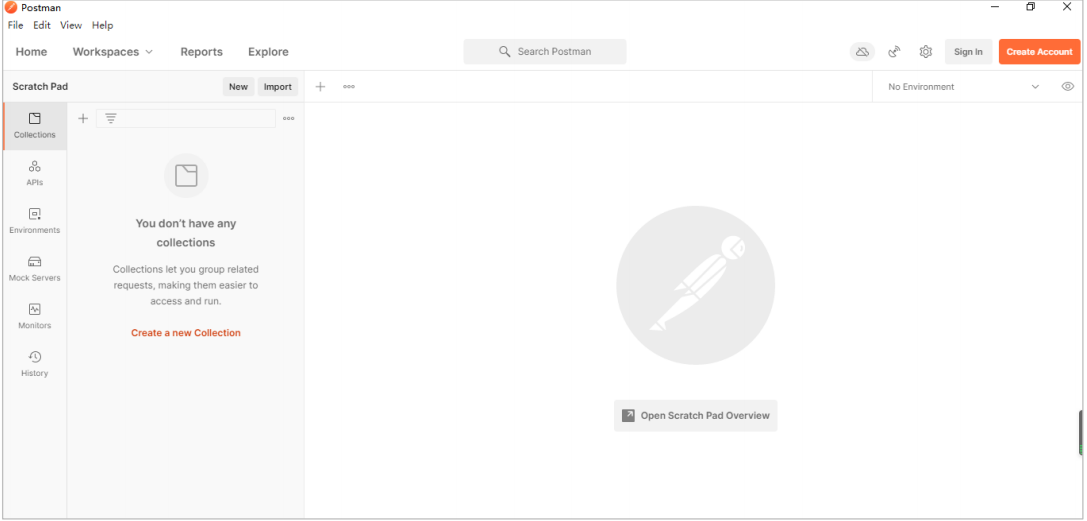 Postman
File Edit View Help
Home Workspaces Reports Explore Search Postman Sign In Create Account
Scratch Pad New Import No Environment
Collections
APIs
Environments
Mock Servers
Monitors
History
You don't have any
collections
Collections let you group related
requests, making them easier to
access and run.
Create a new Collection
Open Scratch Pad Overview